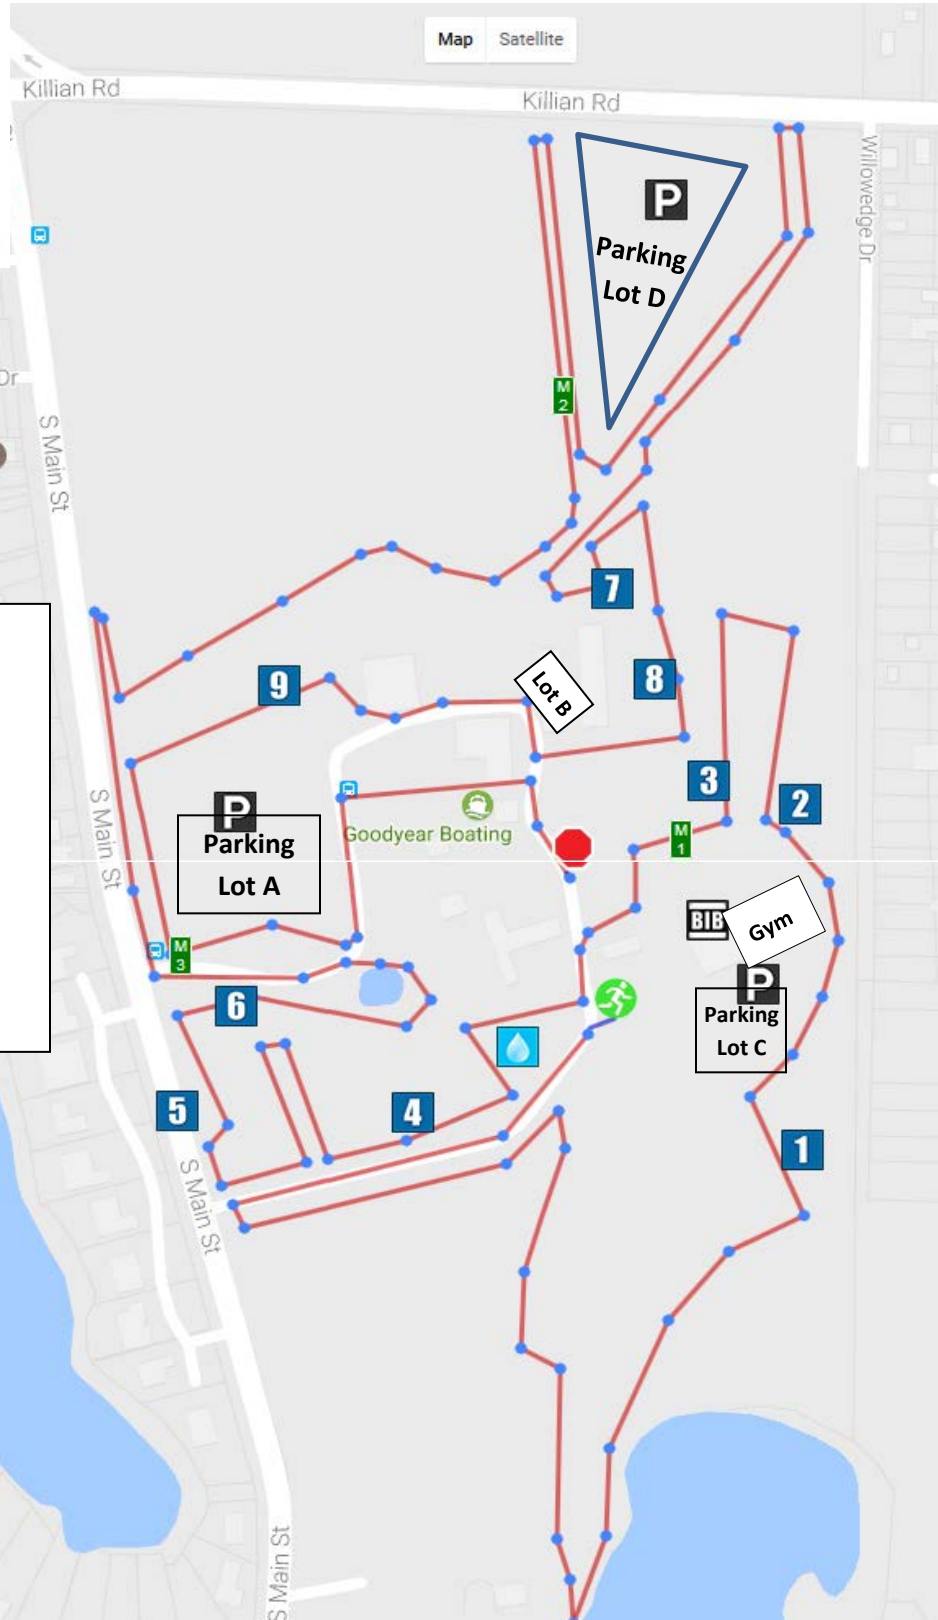 Map Satellite
Killian Rd
Killian Rd
Willowedge Dr
P
Parking
Lot D
Dr
M
2
S Main St
7
8
9
Lot B
3
2
S Main St
P
Parking
Lot A
Goodyear Boating
M
1
BIB
Gym
M
3
P
Parking
Lot C
6
5
4
1
S Main St
S Main St